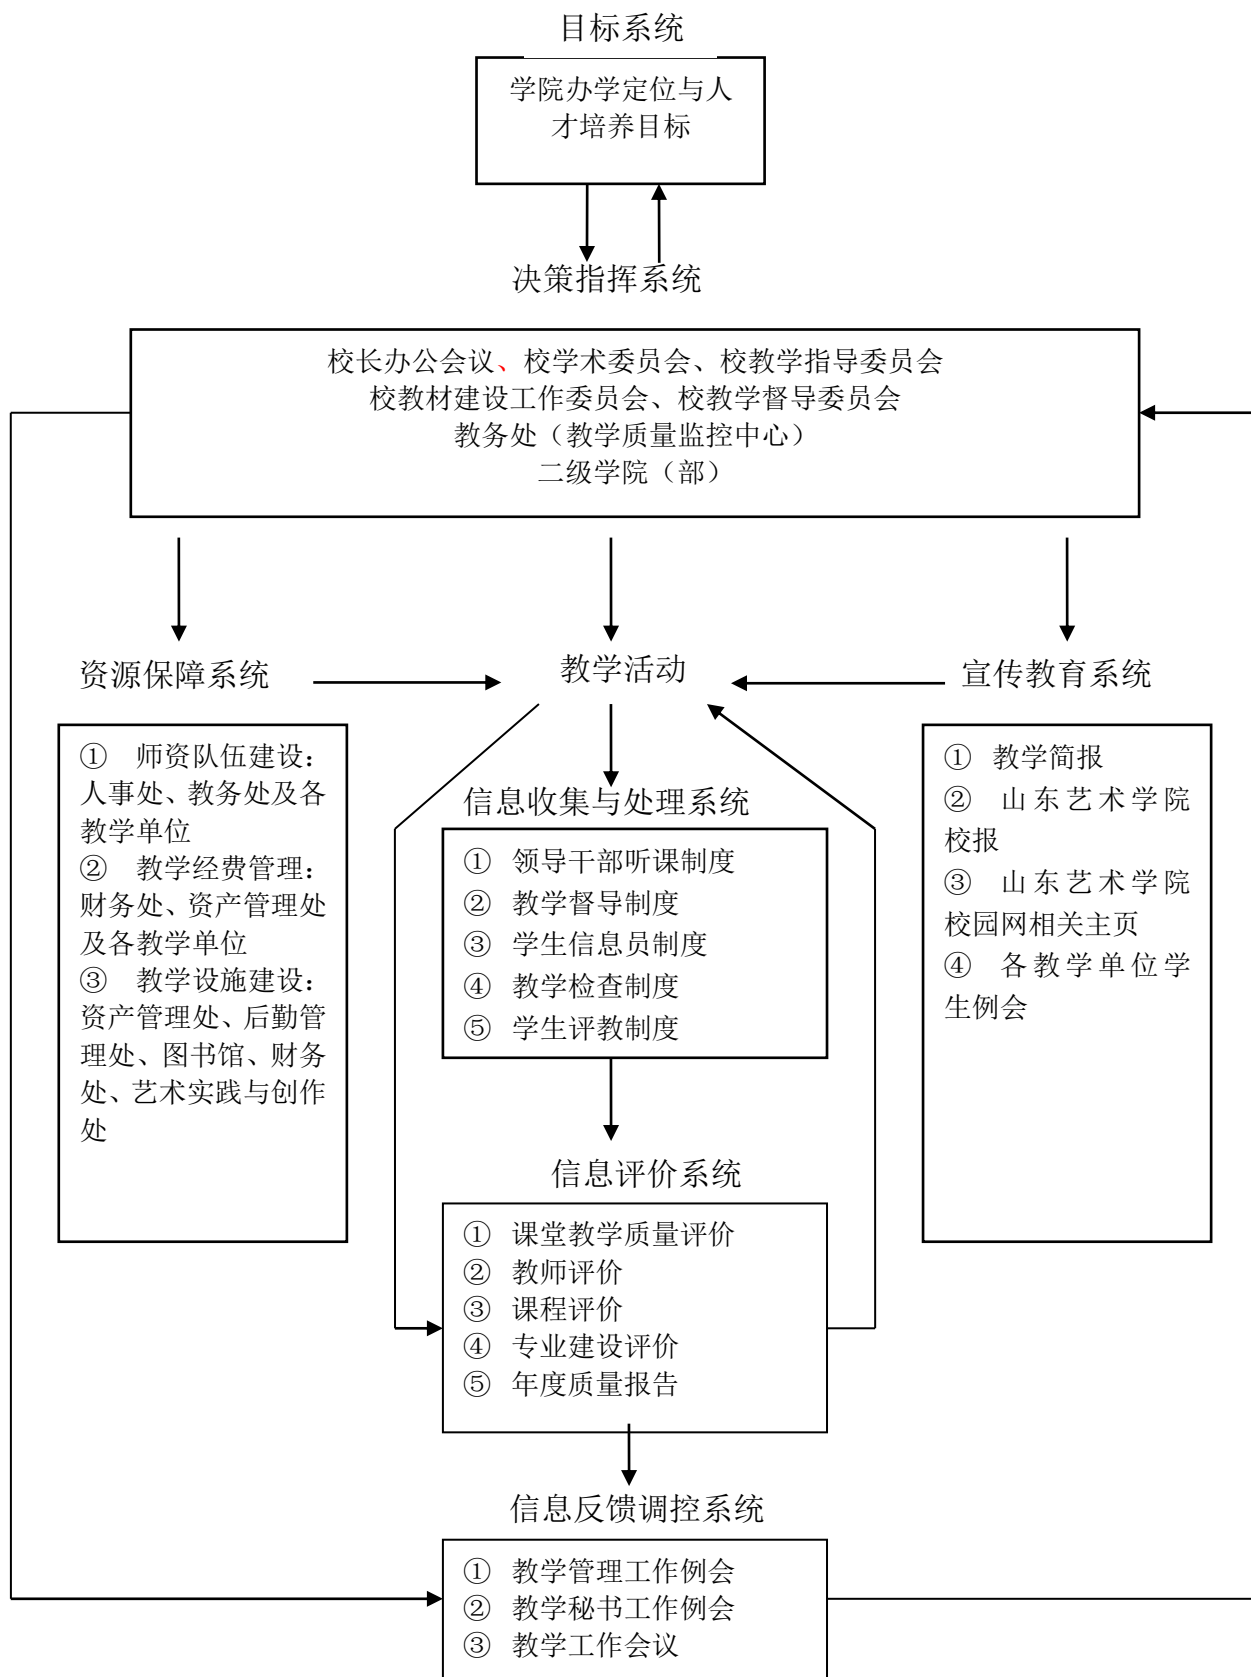 目标系统
学院办学定位与人
才培养目标
决策指挥系统
校长办公会议、校学术委员会、校教学指导委员会
校教材建设工作委员会、校教学督导委员会
教务处（教学质量监控中心）
二级学院（部）
资源保障系统
教学活动
宣传教育系统
① 师资队伍建设：
人事处、教务处及各
教学单位
② 教学经费管理：
财务处、资产管理处
及各教学单位
③ 教学设施建设：
资产管理处、后勤管
理处、图书馆、财务
处、艺术实践与创作
处
信息收集与处理系统
① 领导干部听课制度
② 教学督导制度
③ 学生信息员制度
④ 教学检查制度
⑤ 学生评教制度
① 教学简报
② 山东艺术学院
校报
③ 山东艺术学院
校园网相关主页
④ 各教学单位学
生例会
信息评价系统
① 课堂教学质量评价
② 教师评价
③ 课程评价
④ 专业建设评价
⑤ 年度质量报告
信息反馈调控系统
① 教学管理工作例会
② 教学秘书工作例会
③ 教学工作会议